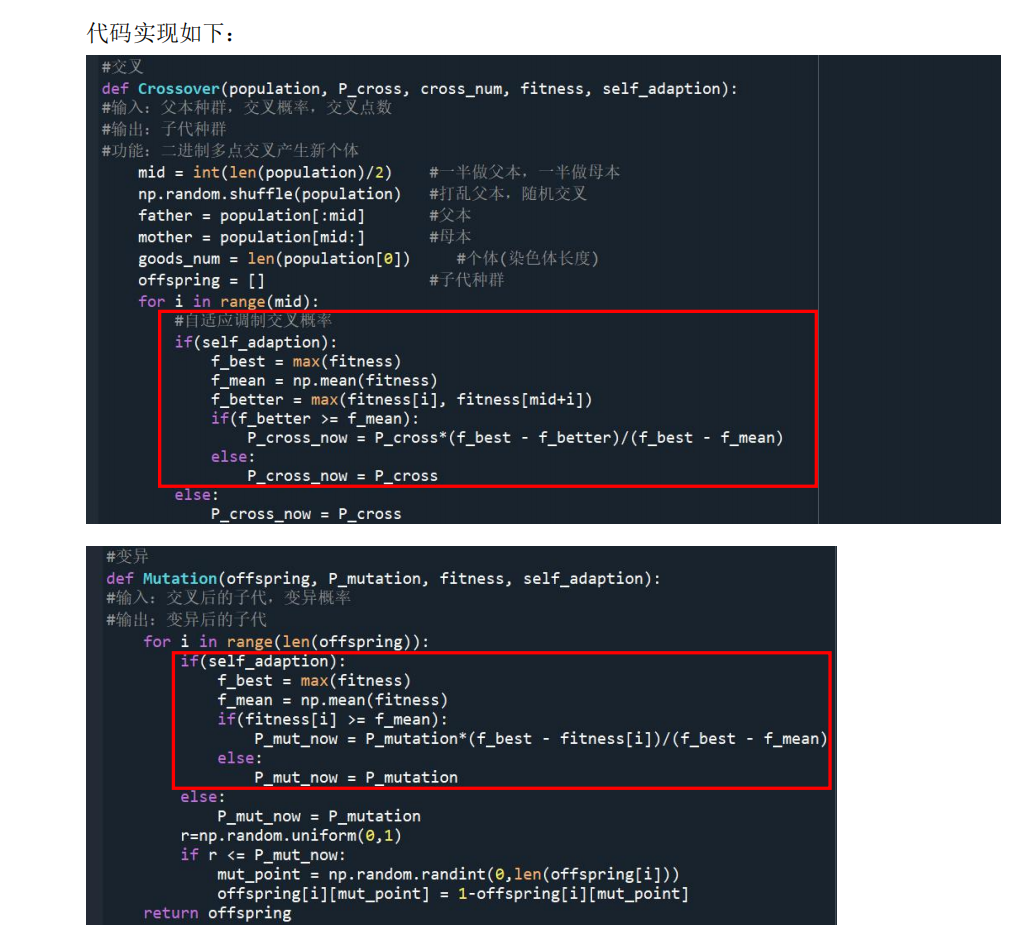 代码实现如下：
#交叉
def Crossover(population, P_cross, cross_num, fitness, self_adaption):
#输入：父本种群，交叉概率，交叉点数
#输出：子代种群
#功能：二进制多点交叉产生新个体
    mid = int(len(population)/2)    #一半做父本，一半做母本
    np.random.shuffle(population)   #打乱父本，随机交叉
    father = population[:mid]       #父本
    mother = population[mid:]       #母本
    goods_num = len(population[0])     #个体(染色体长度)
    offspring = []                  #子代种群
    for i in range(mid):
        #自适应调制交叉概率
        if(self_adaption):
            f_best = max(fitness)
            f_mean = np.mean(fitness)
            f_better = max(fitness[i], fitness[mid+i])
            if(f_better >= f_mean):
                P_cross_now = P_cross*(f_best - f_better)/(f_best - f_mean)
            else:
                P_cross_now = P_cross
        else:
            P_cross_now = P_cross
#变异
def Mutation(offspring, P_mutation, fitness, self_adaption):
#输入：交叉后的子代，变异概率
#输出：变异后的子代
    for i in range(len(offspring)):
        if(self_adaption):
            f_best = max(fitness)
            f_mean = np.mean(fitness)
            if(fitness[i] >= f_mean):
                P_mut_now = P_mutation*(f_best - fitness[i])/(f_best - f_mean)
            else:
                P_mut_now = P_mutation
        else:
            P_mut_now = P_mutation
        r=np.random.uniform(0,1)
        if r <= P_mut_now:
            mut_point = np.random.randint(0,len(offspring[i]))
            offspring[i][mut_point] = 1-offspring[i][mut_point]
    return offspring